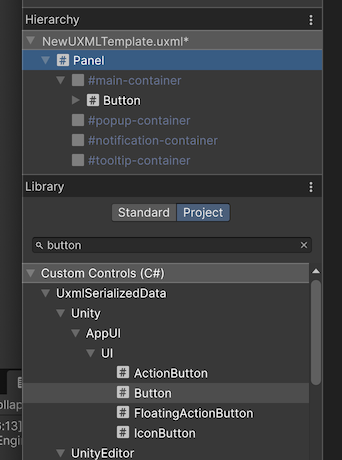 Hierarchy
NewUXMLTemplate.uxml*
# Panel
#main-container
# Button
#popup-container
#notification-container
#tooltip-container
Library
Standard Project
button
Custom Controls (C#)
UxmlSerializedData
Unity
AppUI
UI
# ActionButton
# Button
# FloatingActionButton
# IconButton
UnityEditor
ollap
6:13]
Engi